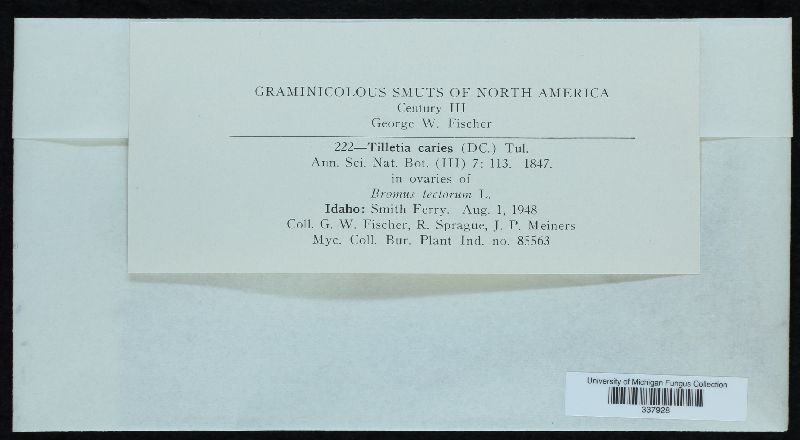 GRAMINICOLOUS SMUTS OF NORTH AMERICA
Century III
George W. Fischer
222—Tilletia caries (DC.) Tul.
Ann. Sci. Nat. Bot. (III) 7: 113. 1847.
in ovaries of
Bromus tectorum L.
Idaho: Smith Ferry. Aug. 1, 1948
Coll. G. W. Fischer, R. Sprague, J. P. Meiners
Myc. Coll. Bur. Plant Ind. no. 85563
University of Michigan Fungus Collection
337928